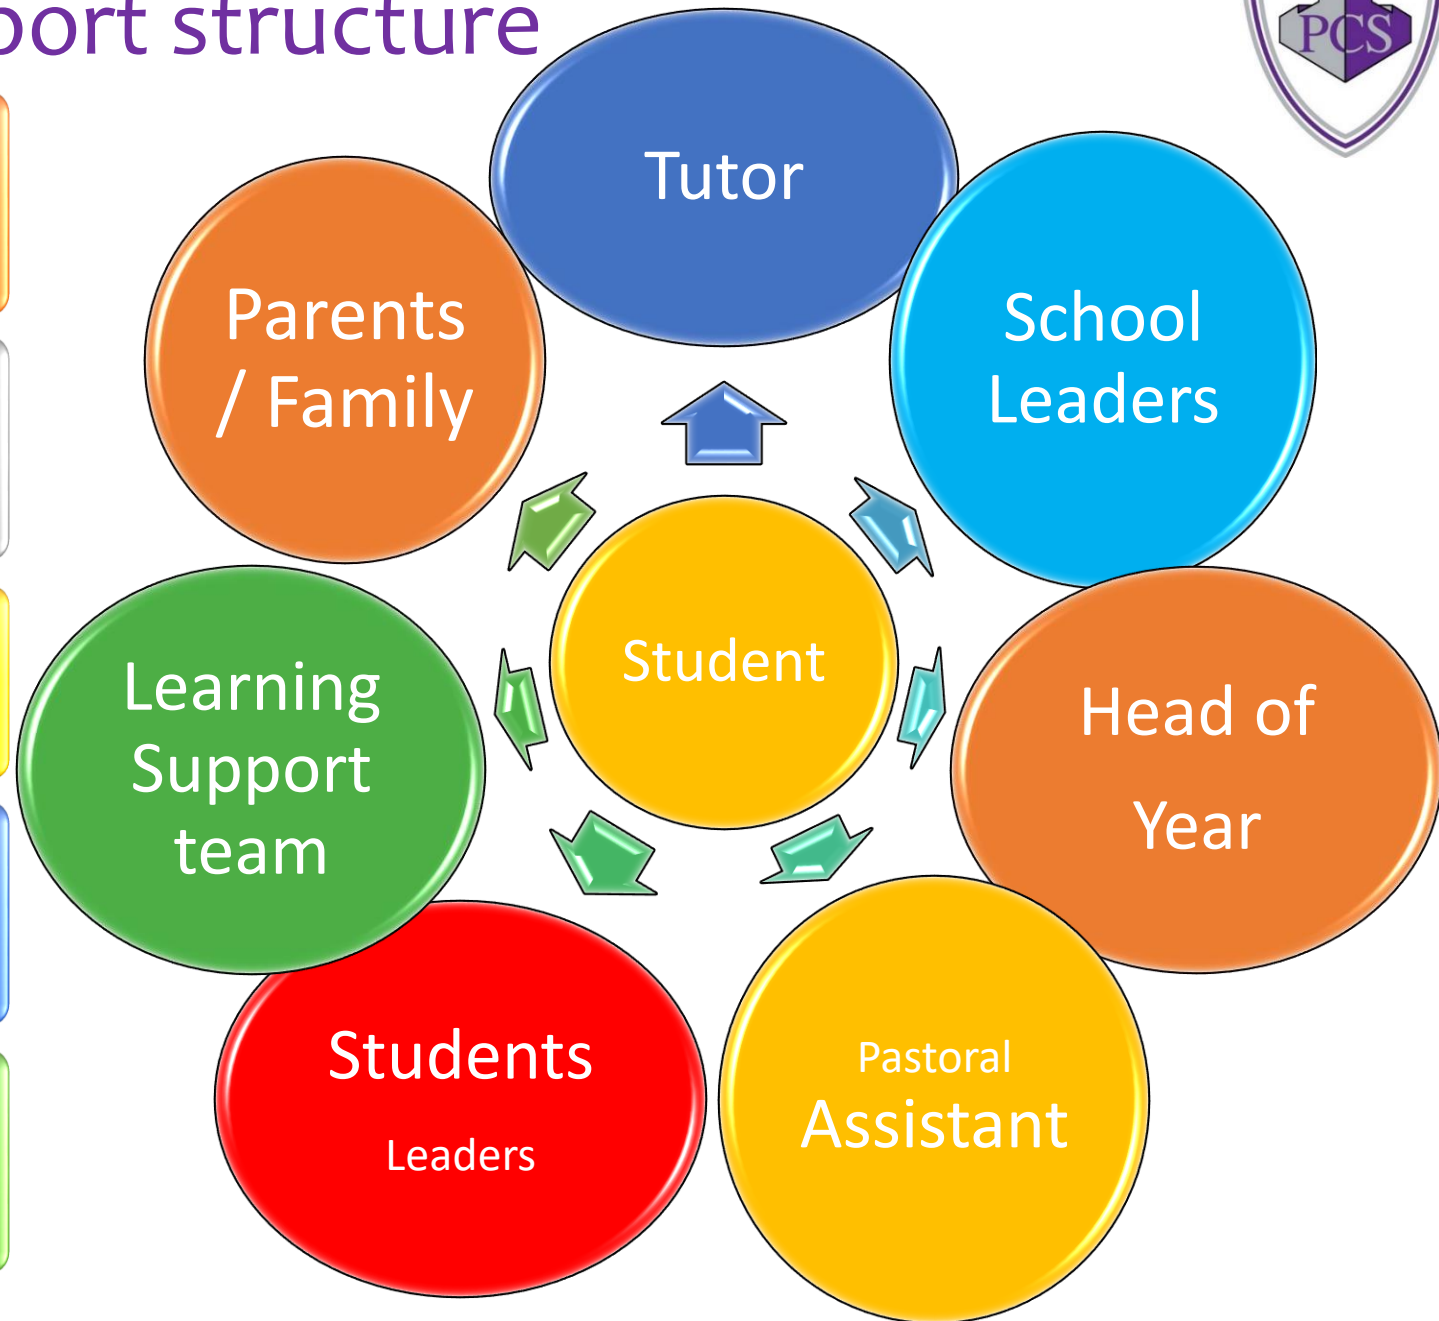 port structure
PCS
Tutor
Parents
/ Family
School
Leaders
Student
Learning
Support
team
Head of
Year
Students
Leaders
Pastoral
Assistant